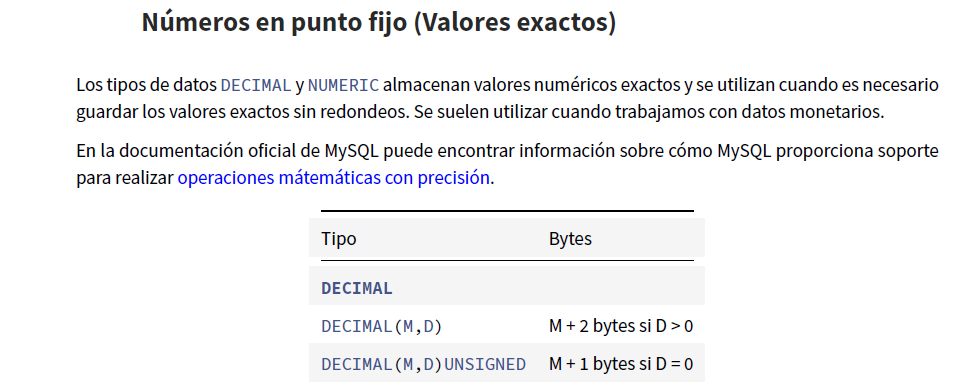 Números en punto fijo (Valores exactos)
Los tipos de datos DECIMAL y NUMERIC almacenan valores numéricos exactos y se utilizan cuando es necesario
guardar los valores exactos sin redondeos. Se suelen utilizar cuando trabajamos con datos monetarios.
En la documentación oficial de MySQL puede encontrar información sobre cómo MySQL proporciona soporte
para realizar operaciones mátemáticas con precisión.
Tipo Bytes
DECIMAL
DECIMAL(M,D) M + 2 bytes si D > 0
DECIMAL(M,D)UNSIGNED M + 1 bytes si D = 0